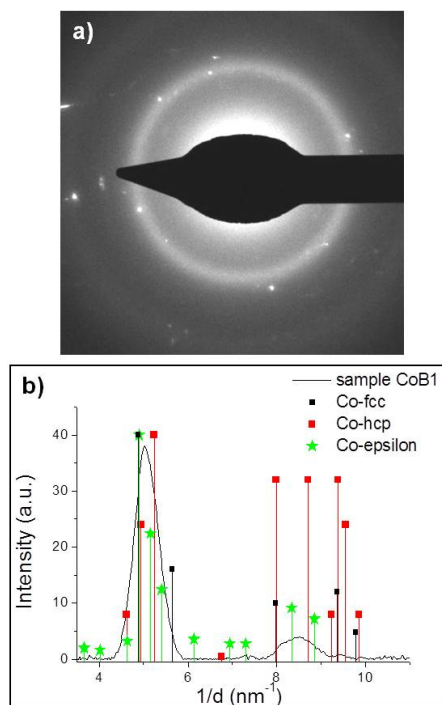 a)
b)
sample CoB1
Co-fcc
Co-hcp
Co-epsilon
Intensity (a.u.)
40
30
20
10
0
4
6
8
10
1/d (nm⁻¹)